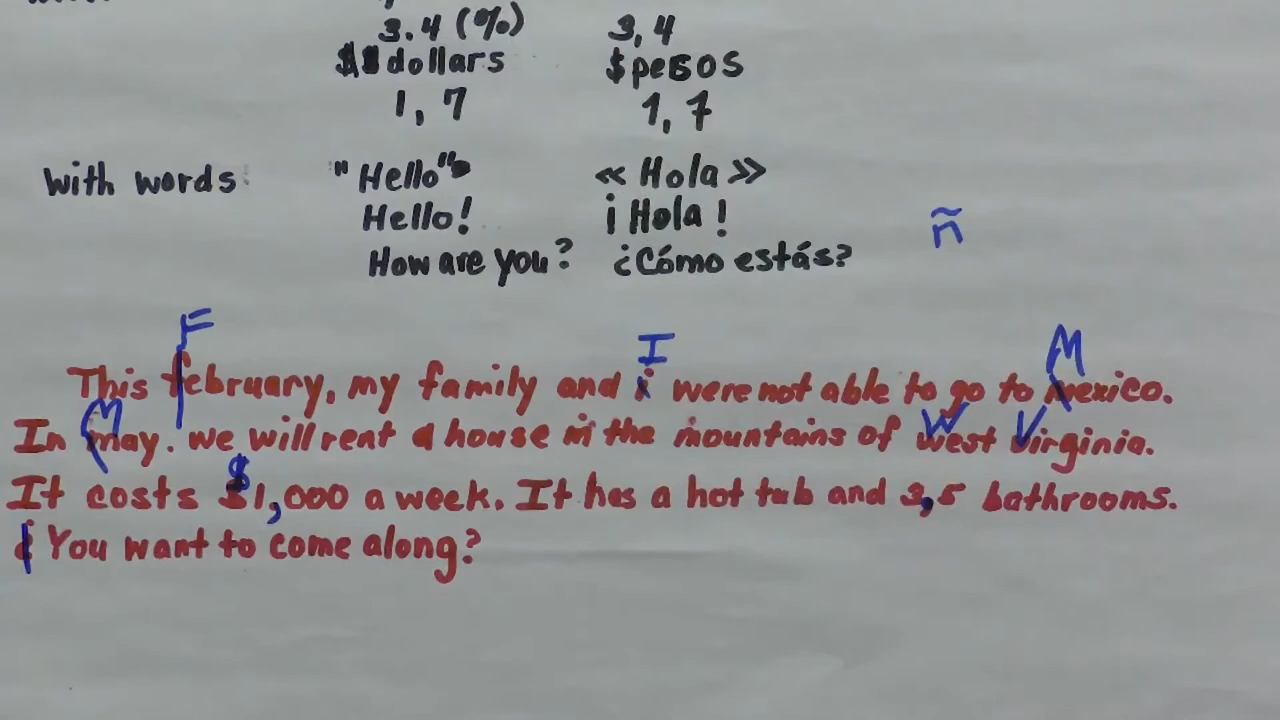 3.4 (%) 3,4
$ dollars $pesos
1, 7 1, 7
with words: "Hello" « Hola »
Hello! ¡Hola!
ñ
How are you? ¿Cómo estás?
F I M
This february, my family and i were not able to go to mexico.
M W V
In may. we will rent a house in the mountains of west virginia.
$
It costs $1,000 a week. It has a hot tub and 3,5 bathrooms.
¿You want to come along?